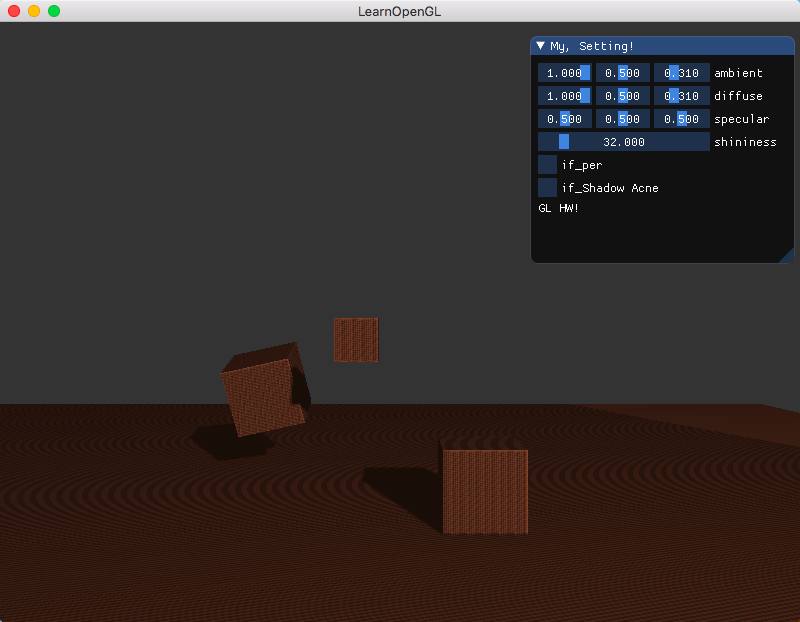 LearnOpenGL
My, Setting!
1.000 0.500 0.310 ambient
1.000 0.500 0.310 diffuse
0.500 0.500 0.500 specular
32.000 shininess
if_per
if_Shadow Acne
GL HW!